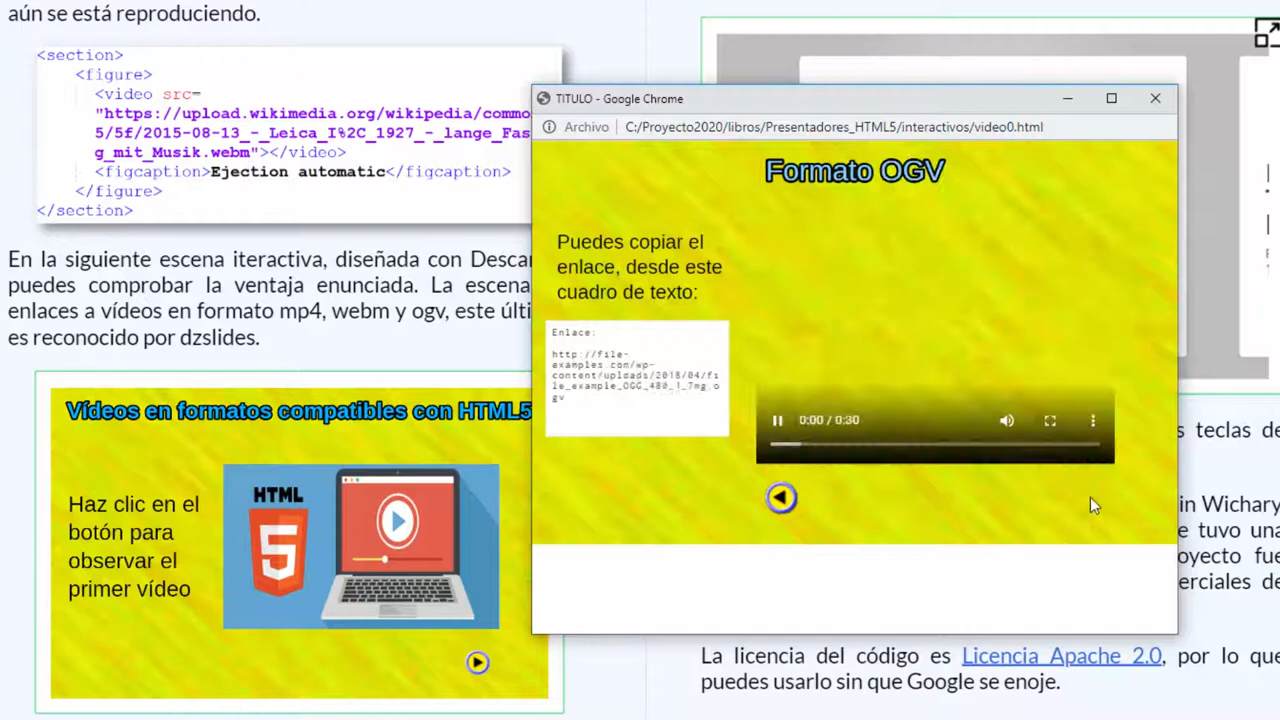 aún se está reproduciendo.
<section>
<figure>
<video src=
"https://upload.wikimedia.org/wikipedia/commo
5/5f/2015-08-13_-_Leica_I%2C_1927_-_lange_Fas
g_mit_Musik.webm"></video>
<figcaption>Ejection automatic</figcaption>
</figure>
</section>
En la siguiente escena iteractiva, diseñada con Descar
puedes comprobar la ventaja enunciada. La escena
enlaces a vídeos en formato mp4, webm y ogv, este últi
es reconocido por dzslides.
Vídeos en formatos compatibles con HTML5
Haz clic en el
botón para
observar el
primer vídeo
HTML
5
TITULO - Google Chrome
Archivo C:/Proyecto2020/libros/Presentadores_HTML5/interactivos/video0.html
Formato OGV
Puedes copiar el
enlace, desde este
cuadro de texto:
Enlace:
http://file-
examples.com/wp-
content/uploads/2018/04/fi
le_example_OGG_480_1_7mg.o
gv
0:00 / 0:30
s teclas de
in Wichary
e tuvo una
oyecto fue
erciales de
La licencia del código es Licencia Apache 2.0, por lo que
puedes usarlo sin que Google se enoje.